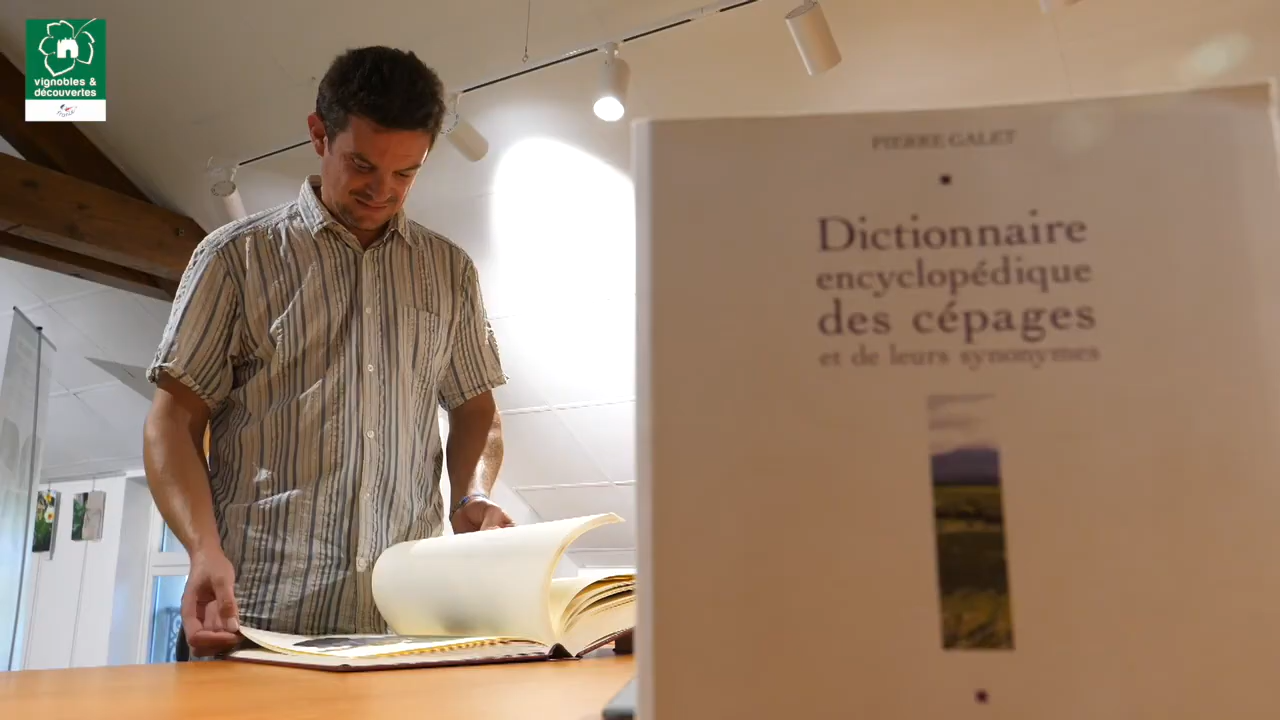 vignobles &
découvertes
PIERRE GALET
Dictionnaire
encyclopédique
des cépages
et de leurs synonymes